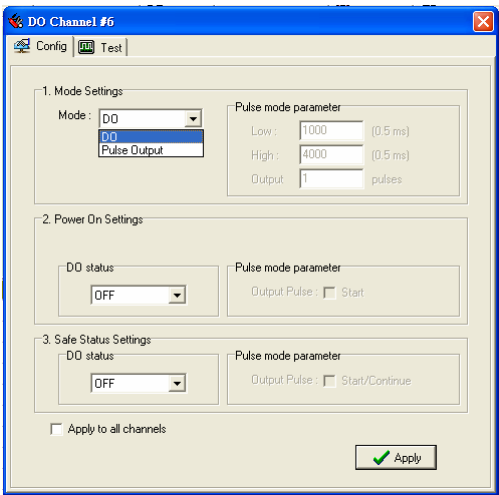 DO Channel #6
Config
Test
1. Mode Settings
Mode :
DO
DO
Pulse Output
Pulse mode parameter
Low :
1000
(0.5 ms)
High :
4000
(0.5 ms)
Output
1
pulses
2. Power On Settings
DO status
OFF
Pulse mode parameter
Output Pulse :
Start
3. Safe Status Settings
DO status
OFF
Pulse mode parameter
Output Pulse :
Start/Continue
Apply to all channels
Apply